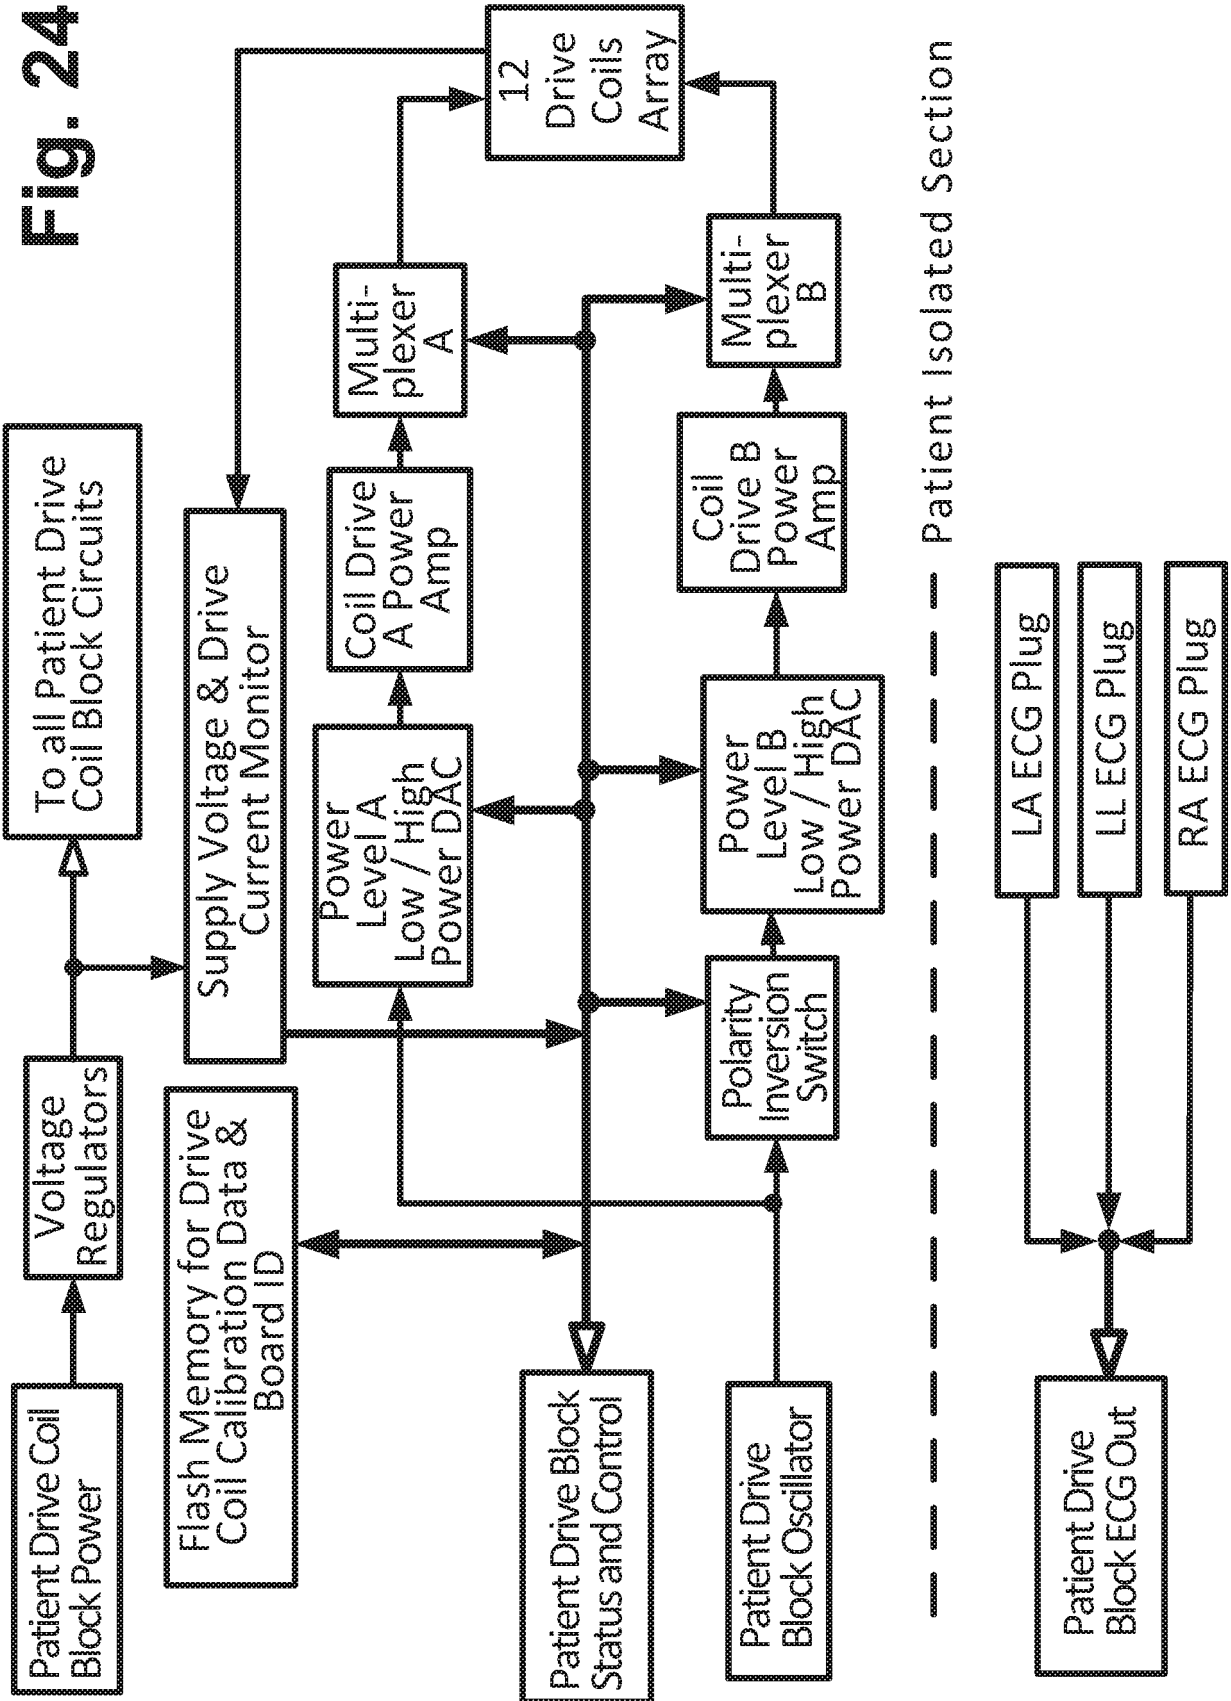 Fig. 24
Patient Drive Coil
Block Power
Voltage
Regulators
To all Patient Drive
Coil Block Circuits
Flash Memory for Drive
Coil Calibration Data &
Board ID
Supply Voltage & Drive
Current Monitor
Power
Level A
Low / High
Power DAC
Coil Drive
A Power
Amp
Multi-
plexer
A
12
Drive
Coils
Array
Patient Drive Block
Status and Control
Patient Drive
Block Oscillator
Polarity
Inversion
Switch
Power
Level B
Low / High
Power DAC
Coil
Drive B
Power
Amp
Multi-
plexer
B
Patient Isolated Section
Patient Drive
Block ECG Out
LA ECG Plug
LL ECG Plug
RA ECG Plug